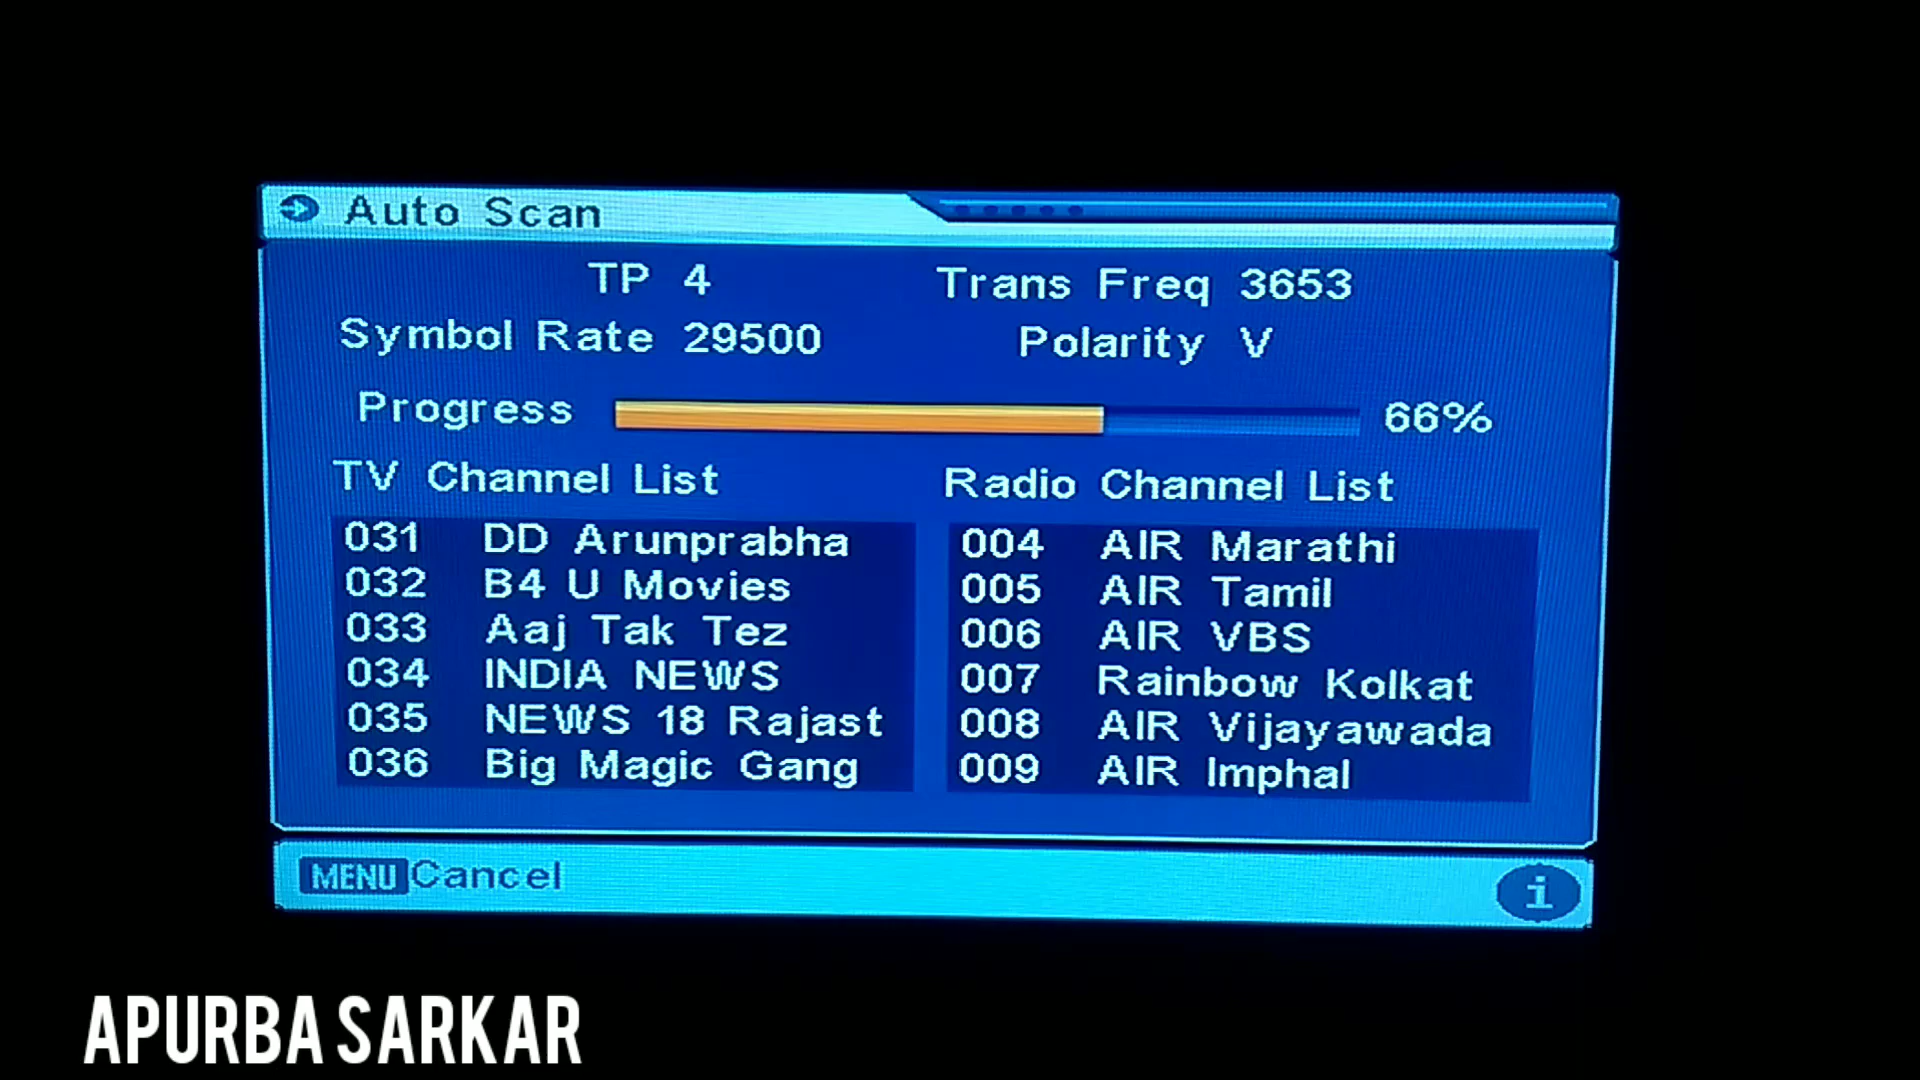 Auto Scan
TP 4 Trans Freq 3653
Symbol Rate 29500 Polarity V
Progress 66%
TV Channel List
031 DD Arunprabha
032 B4 U Movies
033 Aaj Tak Tez
034 INDIA NEWS
035 NEWS 18 Rajast
036 Big Magic Gang
Radio Channel List
004 AIR Marathi
005 AIR Tamil
006 AIR VBS
007 Rainbow Kolkat
008 AIR Vijayawada
009 AIR Imphal
MENU Cancel i
APURBA SARKAR